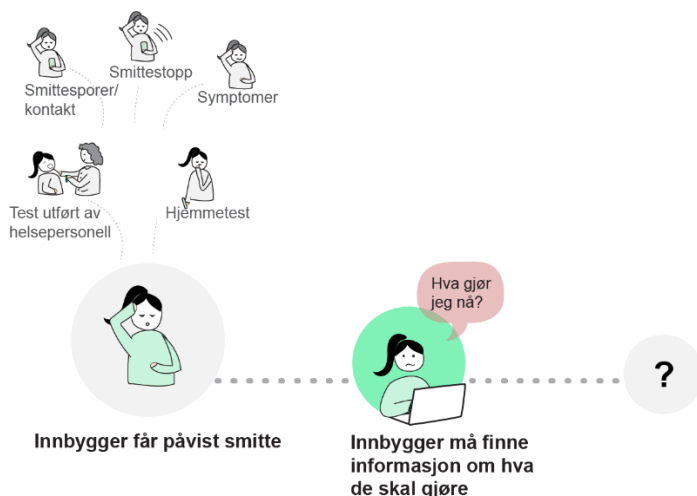 Smittestopp
Smittesporer/
kontakt
Symptomer
Test utført av
helsepersonell
Hjemmetest
Hva gjør
jeg nå?
?
Innbygger får påvist smitte
Innbygger må finne
informasjon om hva
de skal gjøre